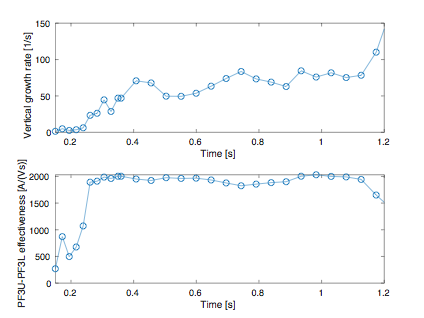 150
100
50
0
Vertical growth rate [1/s]
0.2 0.4 0.6 0.8 1 1.2
Time [s]
2000
1500
1000
500
0
PF3U-PF3L effectiveness [A/(Vs)]
0.2 0.4 0.6 0.8 1 1.2
Time [s]